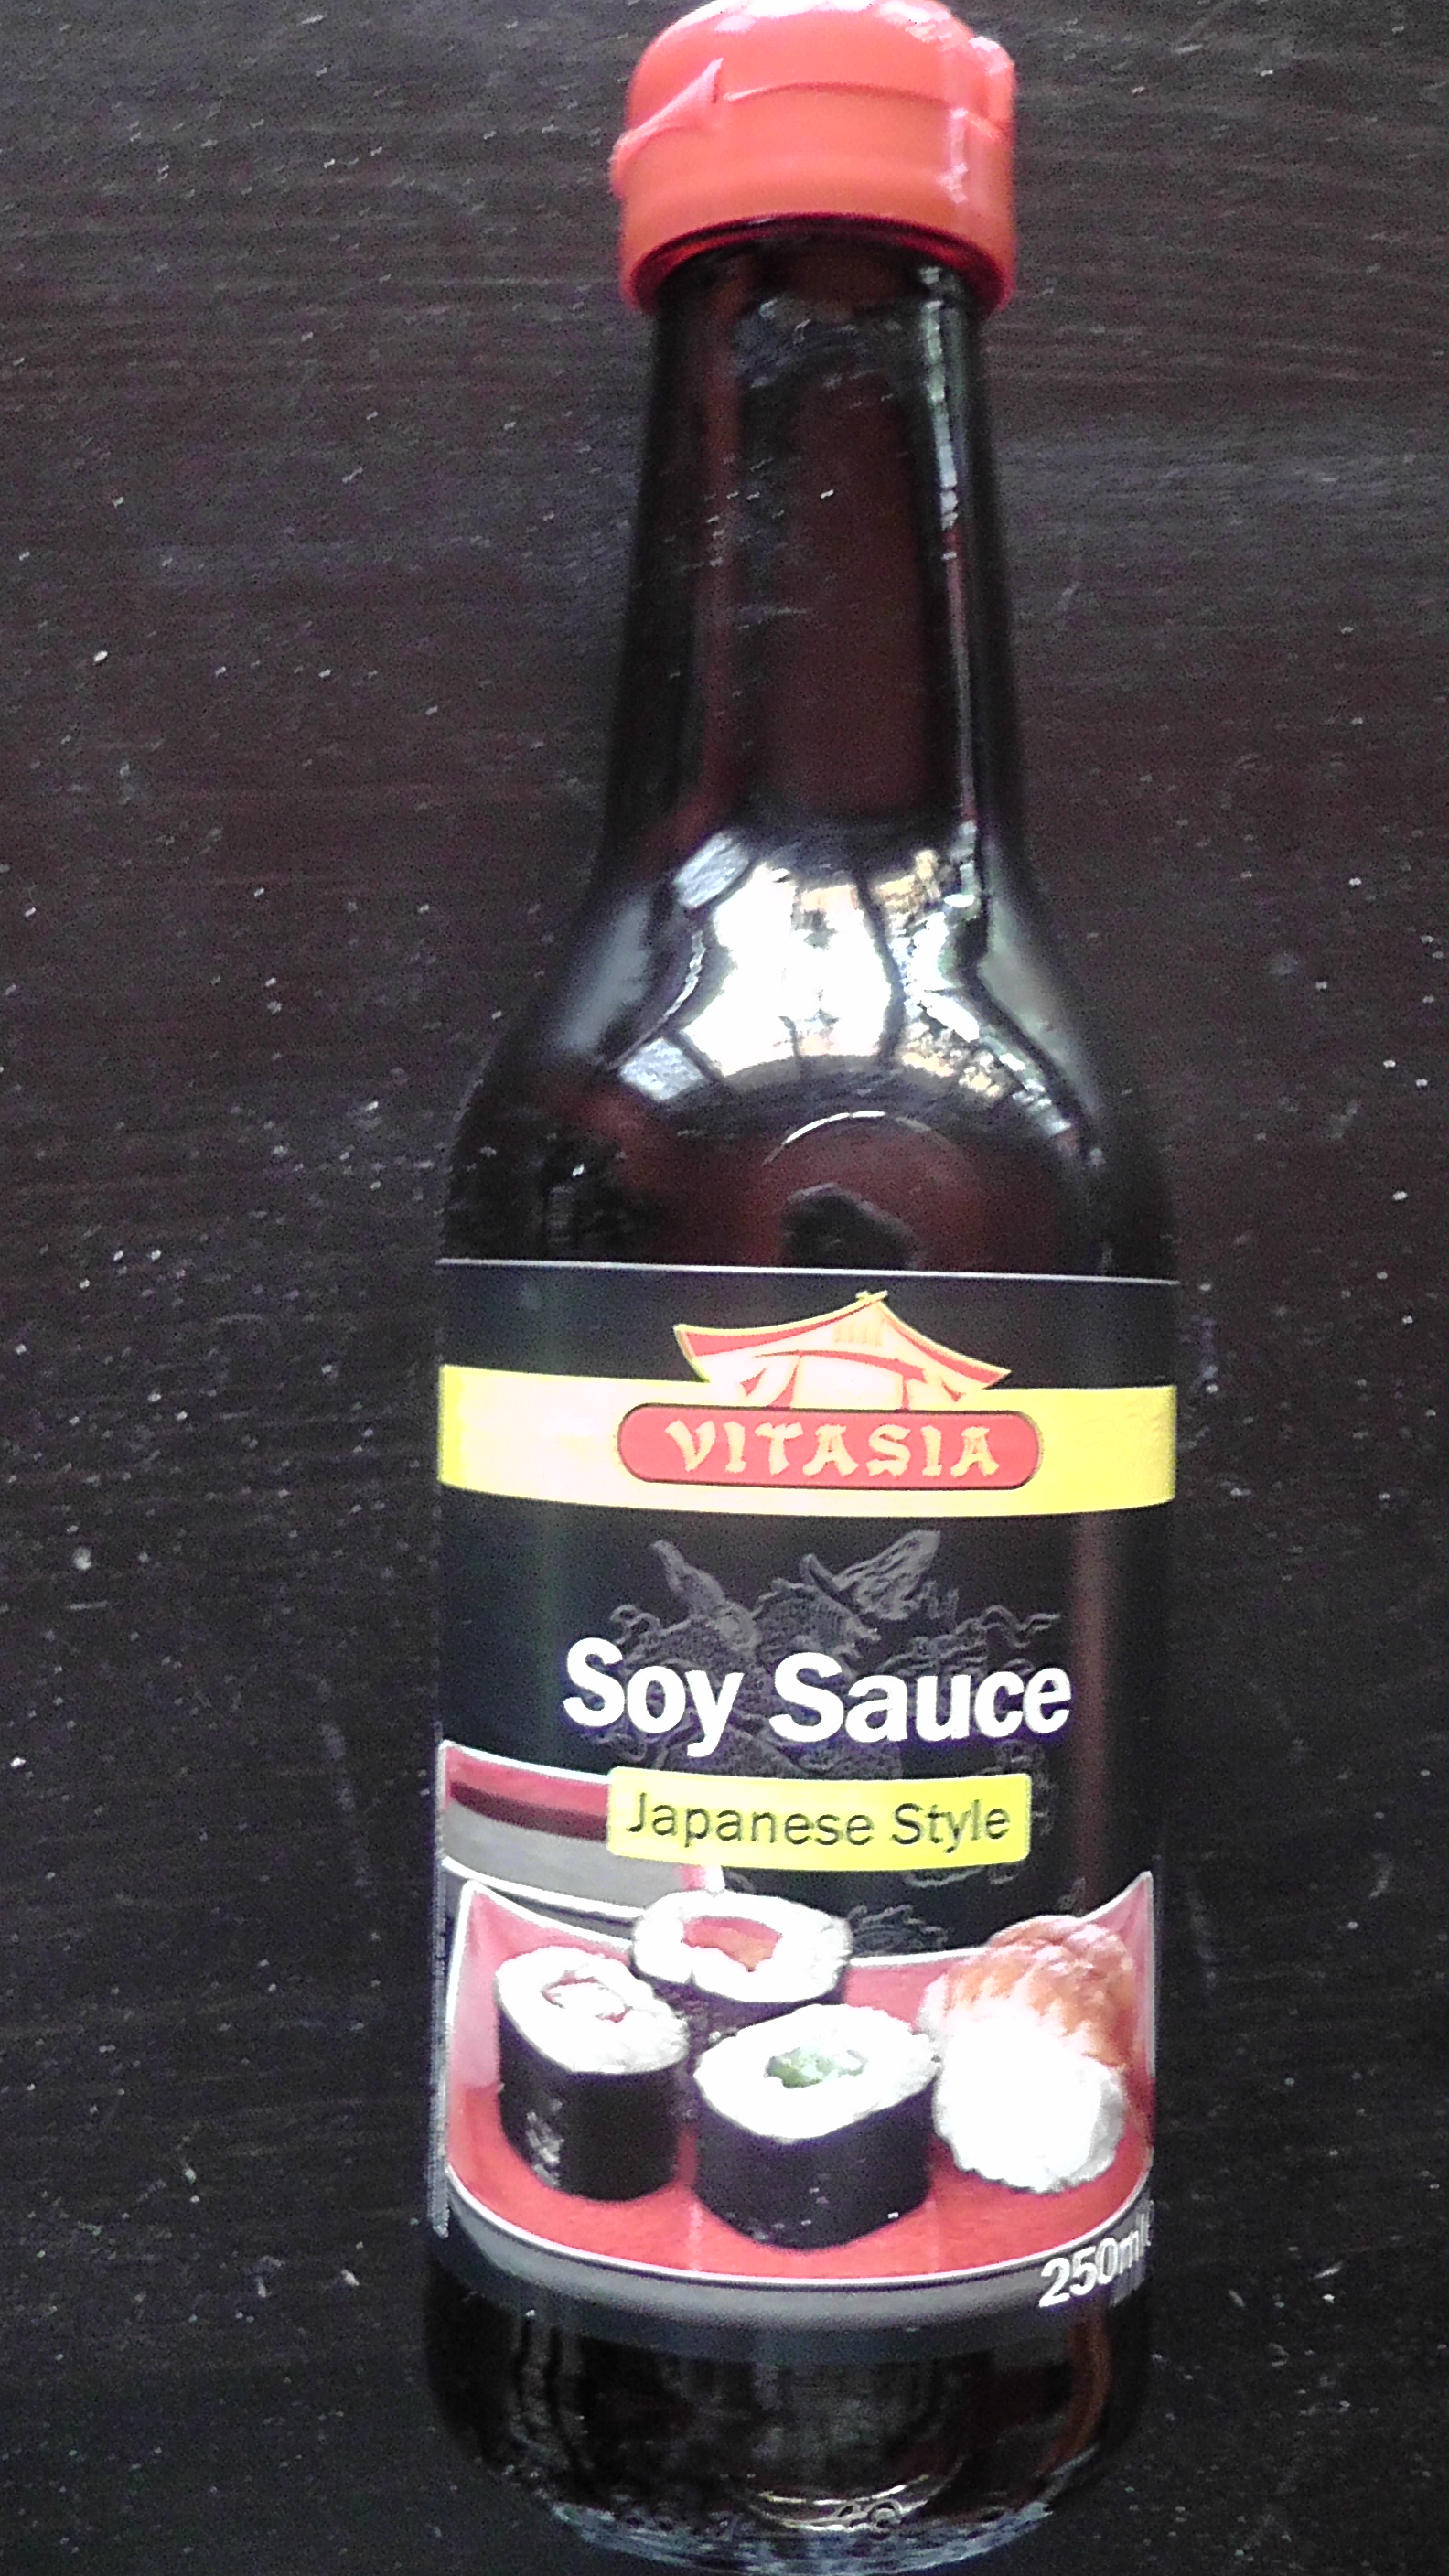 VITASIA
Soy Sauce
Japanese Style
250ml